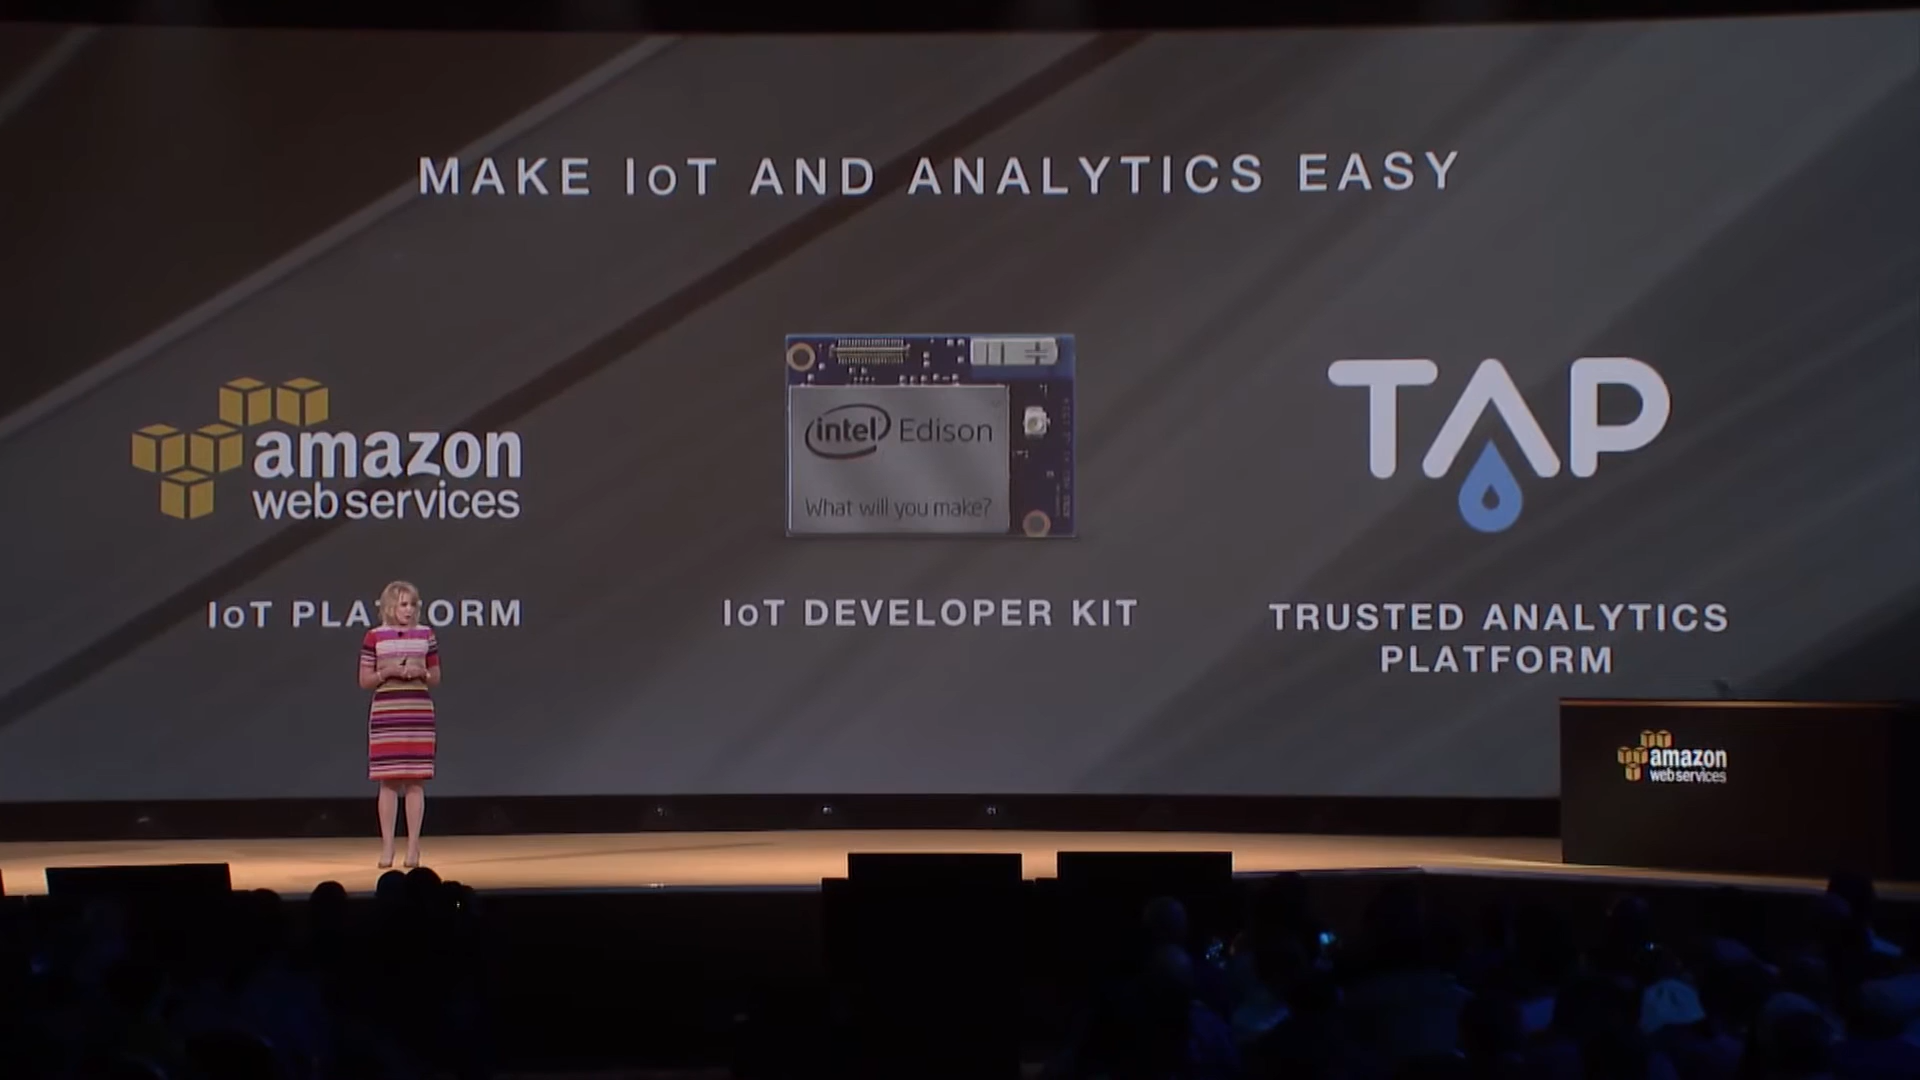 MAKE IoT AND ANALYTICS EASY
amazon
web services
intel Edison
What will you make?
TAP
IoT PLATFORM
IoT DEVELOPER KIT
TRUSTED ANALYTICS
PLATFORM
amazon
web services